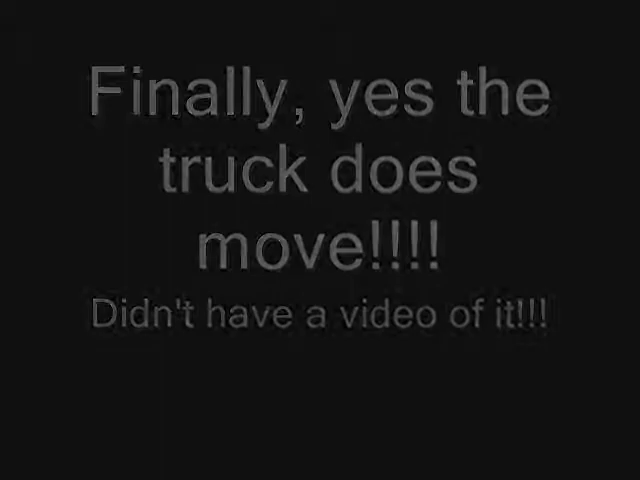 Finally, yes the
truck does
move!!!!
Didn't have a video of it!!!